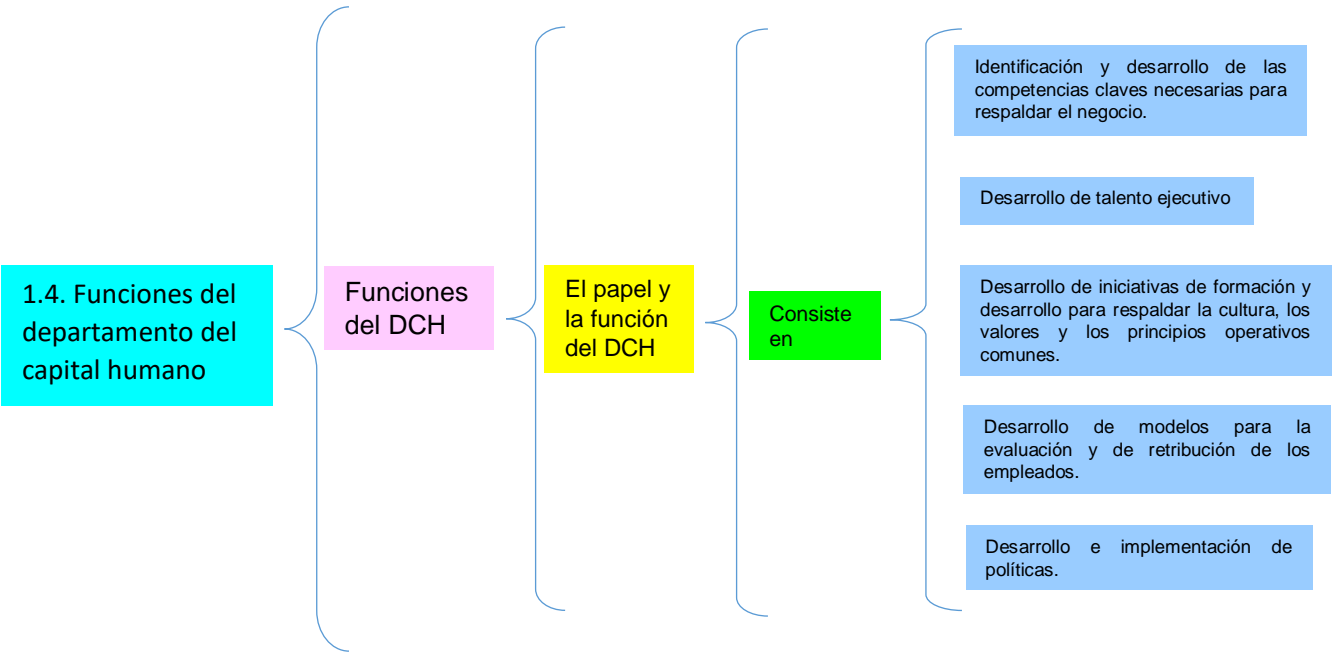 1.4. Funciones del
departamento del
capital humano
Funciones
del DCH
El papel y
la función
del DCH
Consiste
en
Identificación y desarrollo de las
competencias claves necesarias para
respaldar el negocio.
Desarrollo de talento ejecutivo
Desarrollo de iniciativas de formación y
desarrollo para respaldar la cultura, los
valores y los principios operativos
comunes.
Desarrollo de modelos para la
evaluación y de retribución de los
empleados.
Desarrollo e implementación de
políticas.